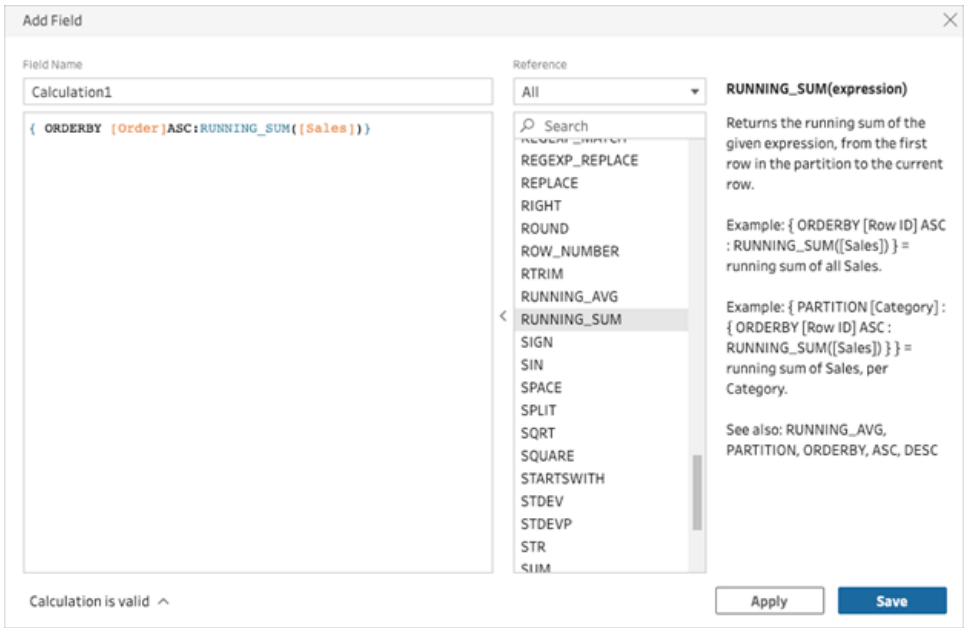 Add Field
Field Name
Calculation1
{ ORDERBY [Order]ASC:RUNNING_SUM([Sales])}
Reference
All
Search
REGEXP_MATCH
REGEXP_REPLACE
REPLACE
RIGHT
ROUND
ROW_NUMBER
RTRIM
RUNNING_AVG
RUNNING_SUM
SIGN
SIN
SPACE
SPLIT
SQRT
SQUARE
STARTSWITH
STDEV
STDEVP
STR
SUM
RUNNING_SUM(expression)
Returns the running sum of the
given expression, from the first
row in the partition to the current
row.
Example: { ORDERBY [Row ID] ASC
: RUNNING_SUM([Sales]) } =
running sum of all Sales.
Example: { PARTITION [Category] :
{ ORDERBY [Row ID] ASC :
RUNNING_SUM([Sales]) } } =
running sum of Sales, per
Category.
See also: RUNNING_AVG,
PARTITION, ORDERBY, ASC, DESC
Calculation is valid
Apply
Save